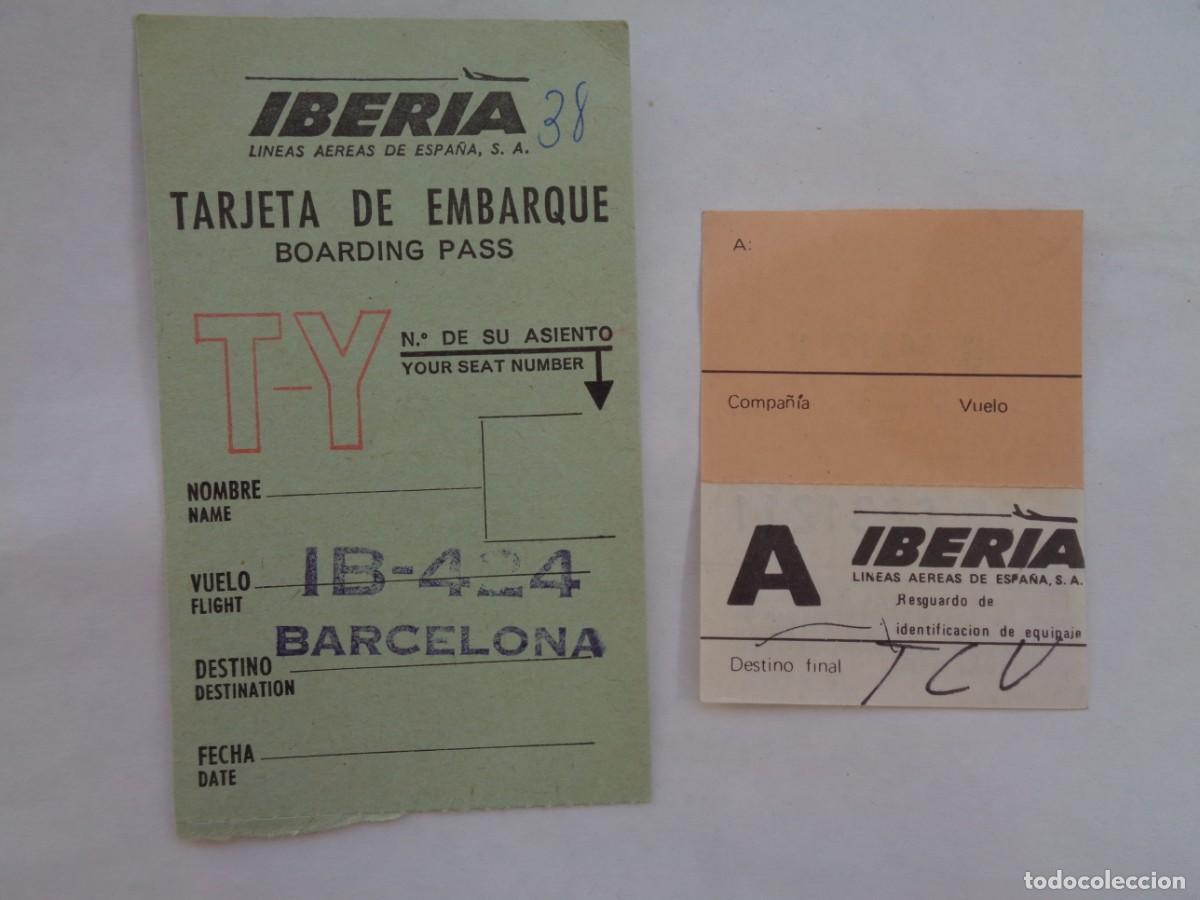 IBERIA
38
LINEAS AEREAS DE ESPAÑA, S. A.
TARJETA DE EMBARQUE
BOARDING PASS
T-Y
N.º DE SU ASIENTO
YOUR SEAT NUMBER
NOMBRE
NAME
VUELO IB-424
FLIGHT
BARCELONA
DESTINO
DESTINATION
FECHA
DATE
A:
Compañía Vuelo
A IBERIA
LINEAS AEREAS DE ESPAÑA, S. A.
Resguardo de
identificacion de equipaje
Destino final TCV
todocoleccion